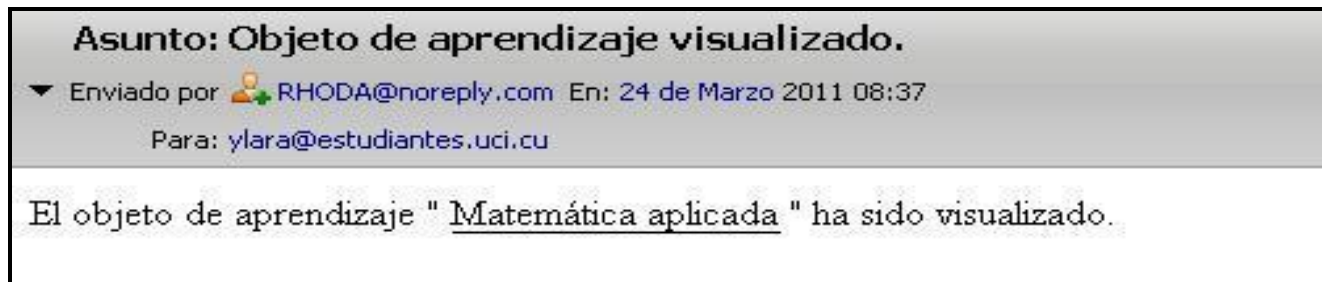 Asunto: Objeto de aprendizaje visualizado.
Enviado por RHODA@noreply.com En: 24 de Marzo 2011 08:37
Para: ylara@estudiantes.uci.cu
El objeto de aprendizaje " Matemática aplicada " ha sido visualizado.